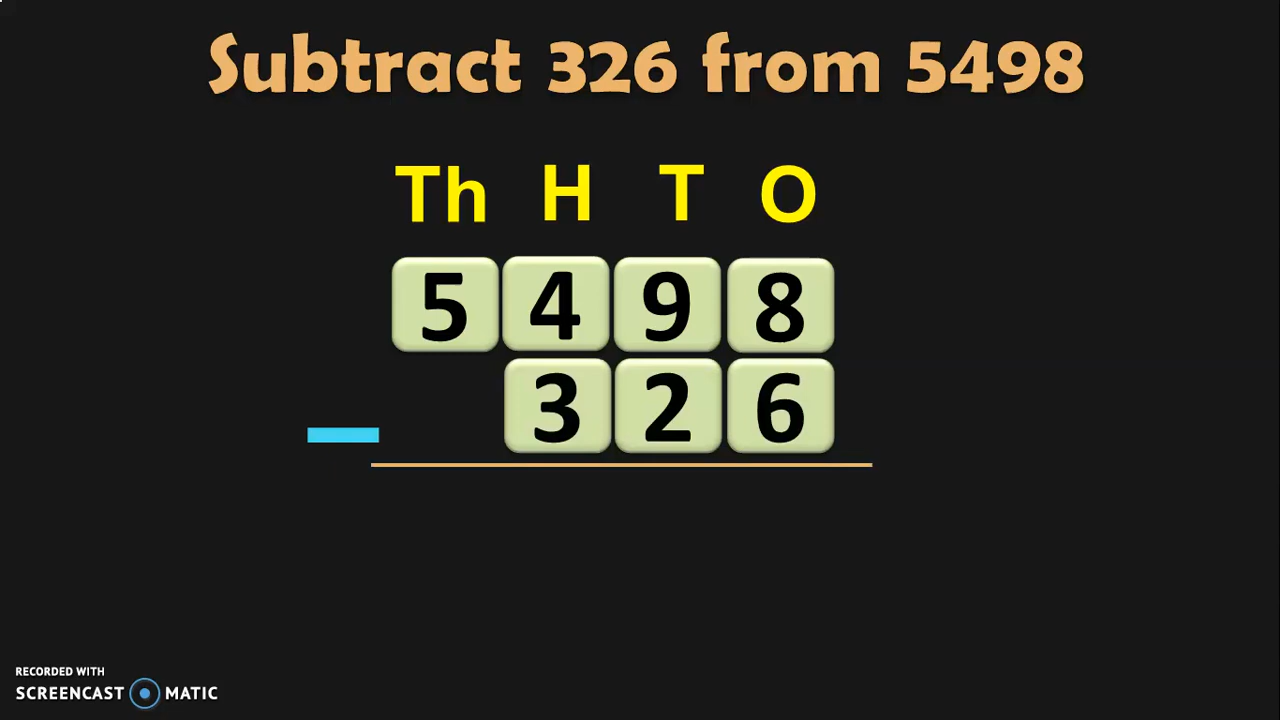 Subtract 326 from 5498
Th H T O
5 4 9 8
3 2 6
RECORDED WITH
SCREENCAST MATIC